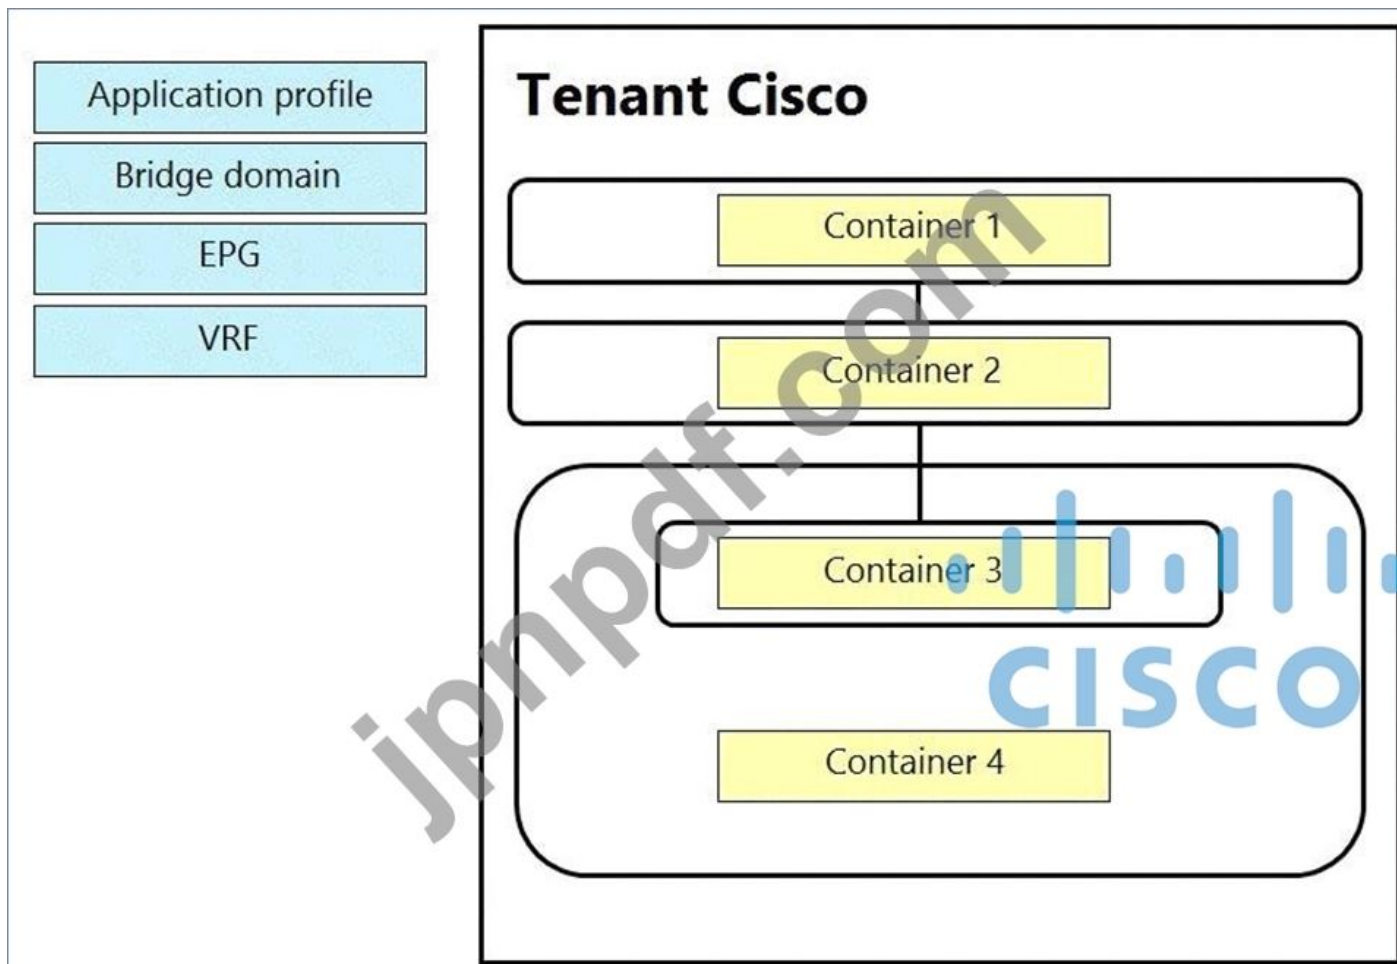 Application profile
Bridge domain
EPG
VRF
Tenant Cisco
Container 1
Container 2
Container 3
Container 4
jpnpdf.com
CISCO